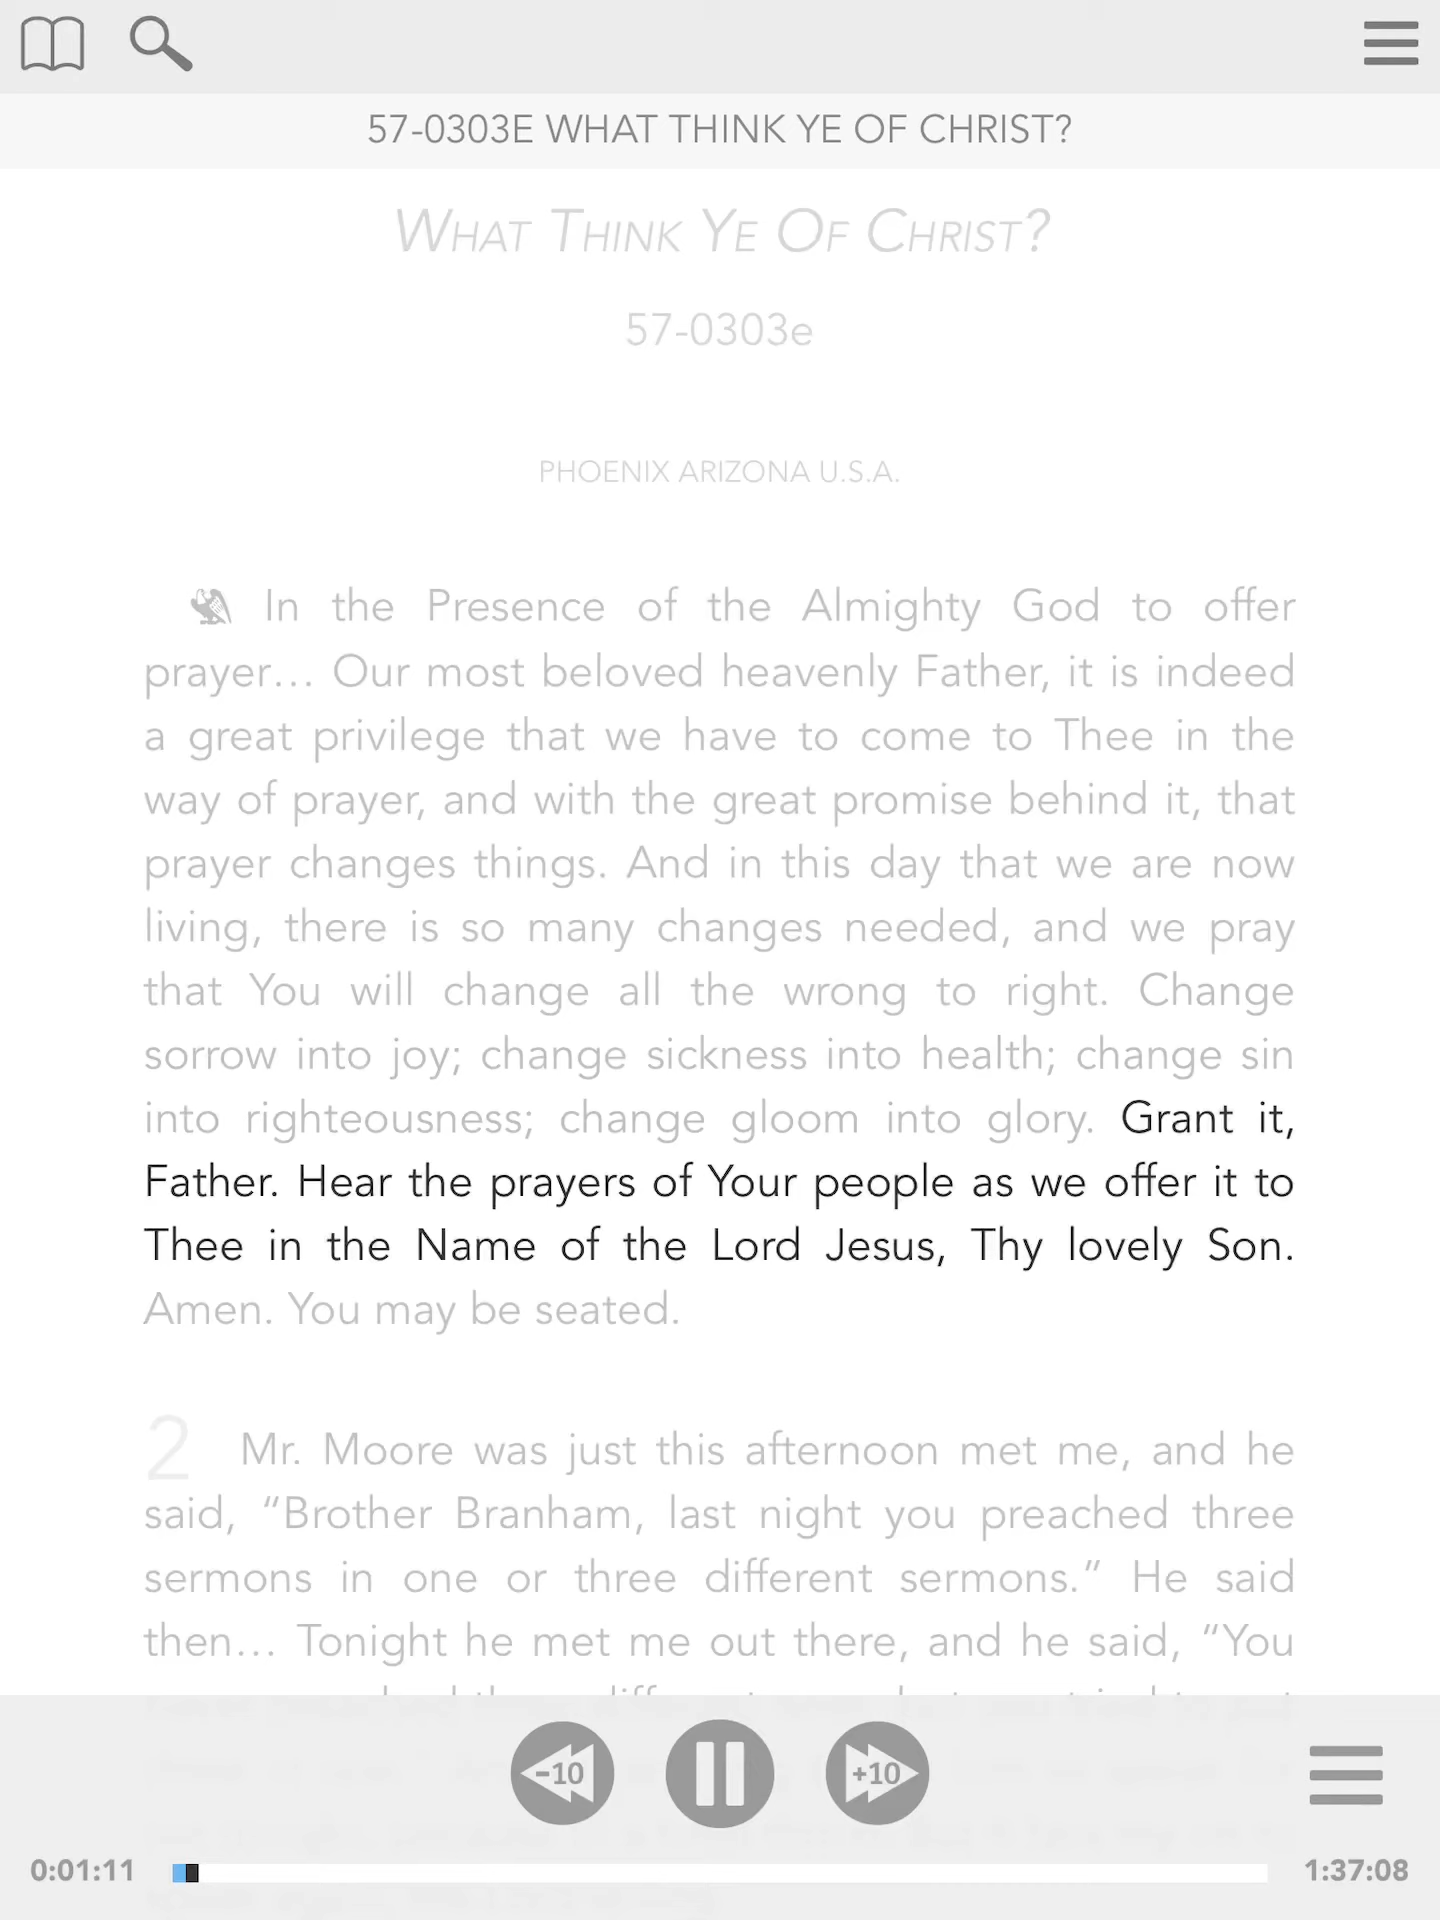 57-0303E WHAT THINK YE OF CHRIST?
WHAT THINK YE OF CHRIST?
57-0303e
PHOENIX ARIZONA U.S.A.
In the Presence of the Almighty God to offer
prayer… Our most beloved heavenly Father, it is indeed
a great privilege that we have to come to Thee in the
way of prayer, and with the great promise behind it, that
prayer changes things. And in this day that we are now
living, there is so many changes needed, and we pray
that You will change all the wrong to right. Change
sorrow into joy; change sickness into health; change sin
into righteousness; change gloom into glory. Grant it,
Father. Hear the prayers of Your people as we offer it to
Thee in the Name of the Lord Jesus, Thy lovely Son.
Amen. You may be seated.
2 Mr. Moore was just this afternoon met me, and he
said, “Brother Branham, last night you preached three
sermons in one or three different sermons.” He said
then… Tonight he met me out there, and he said, “You
-10
+10
0:01:11
1:37:08